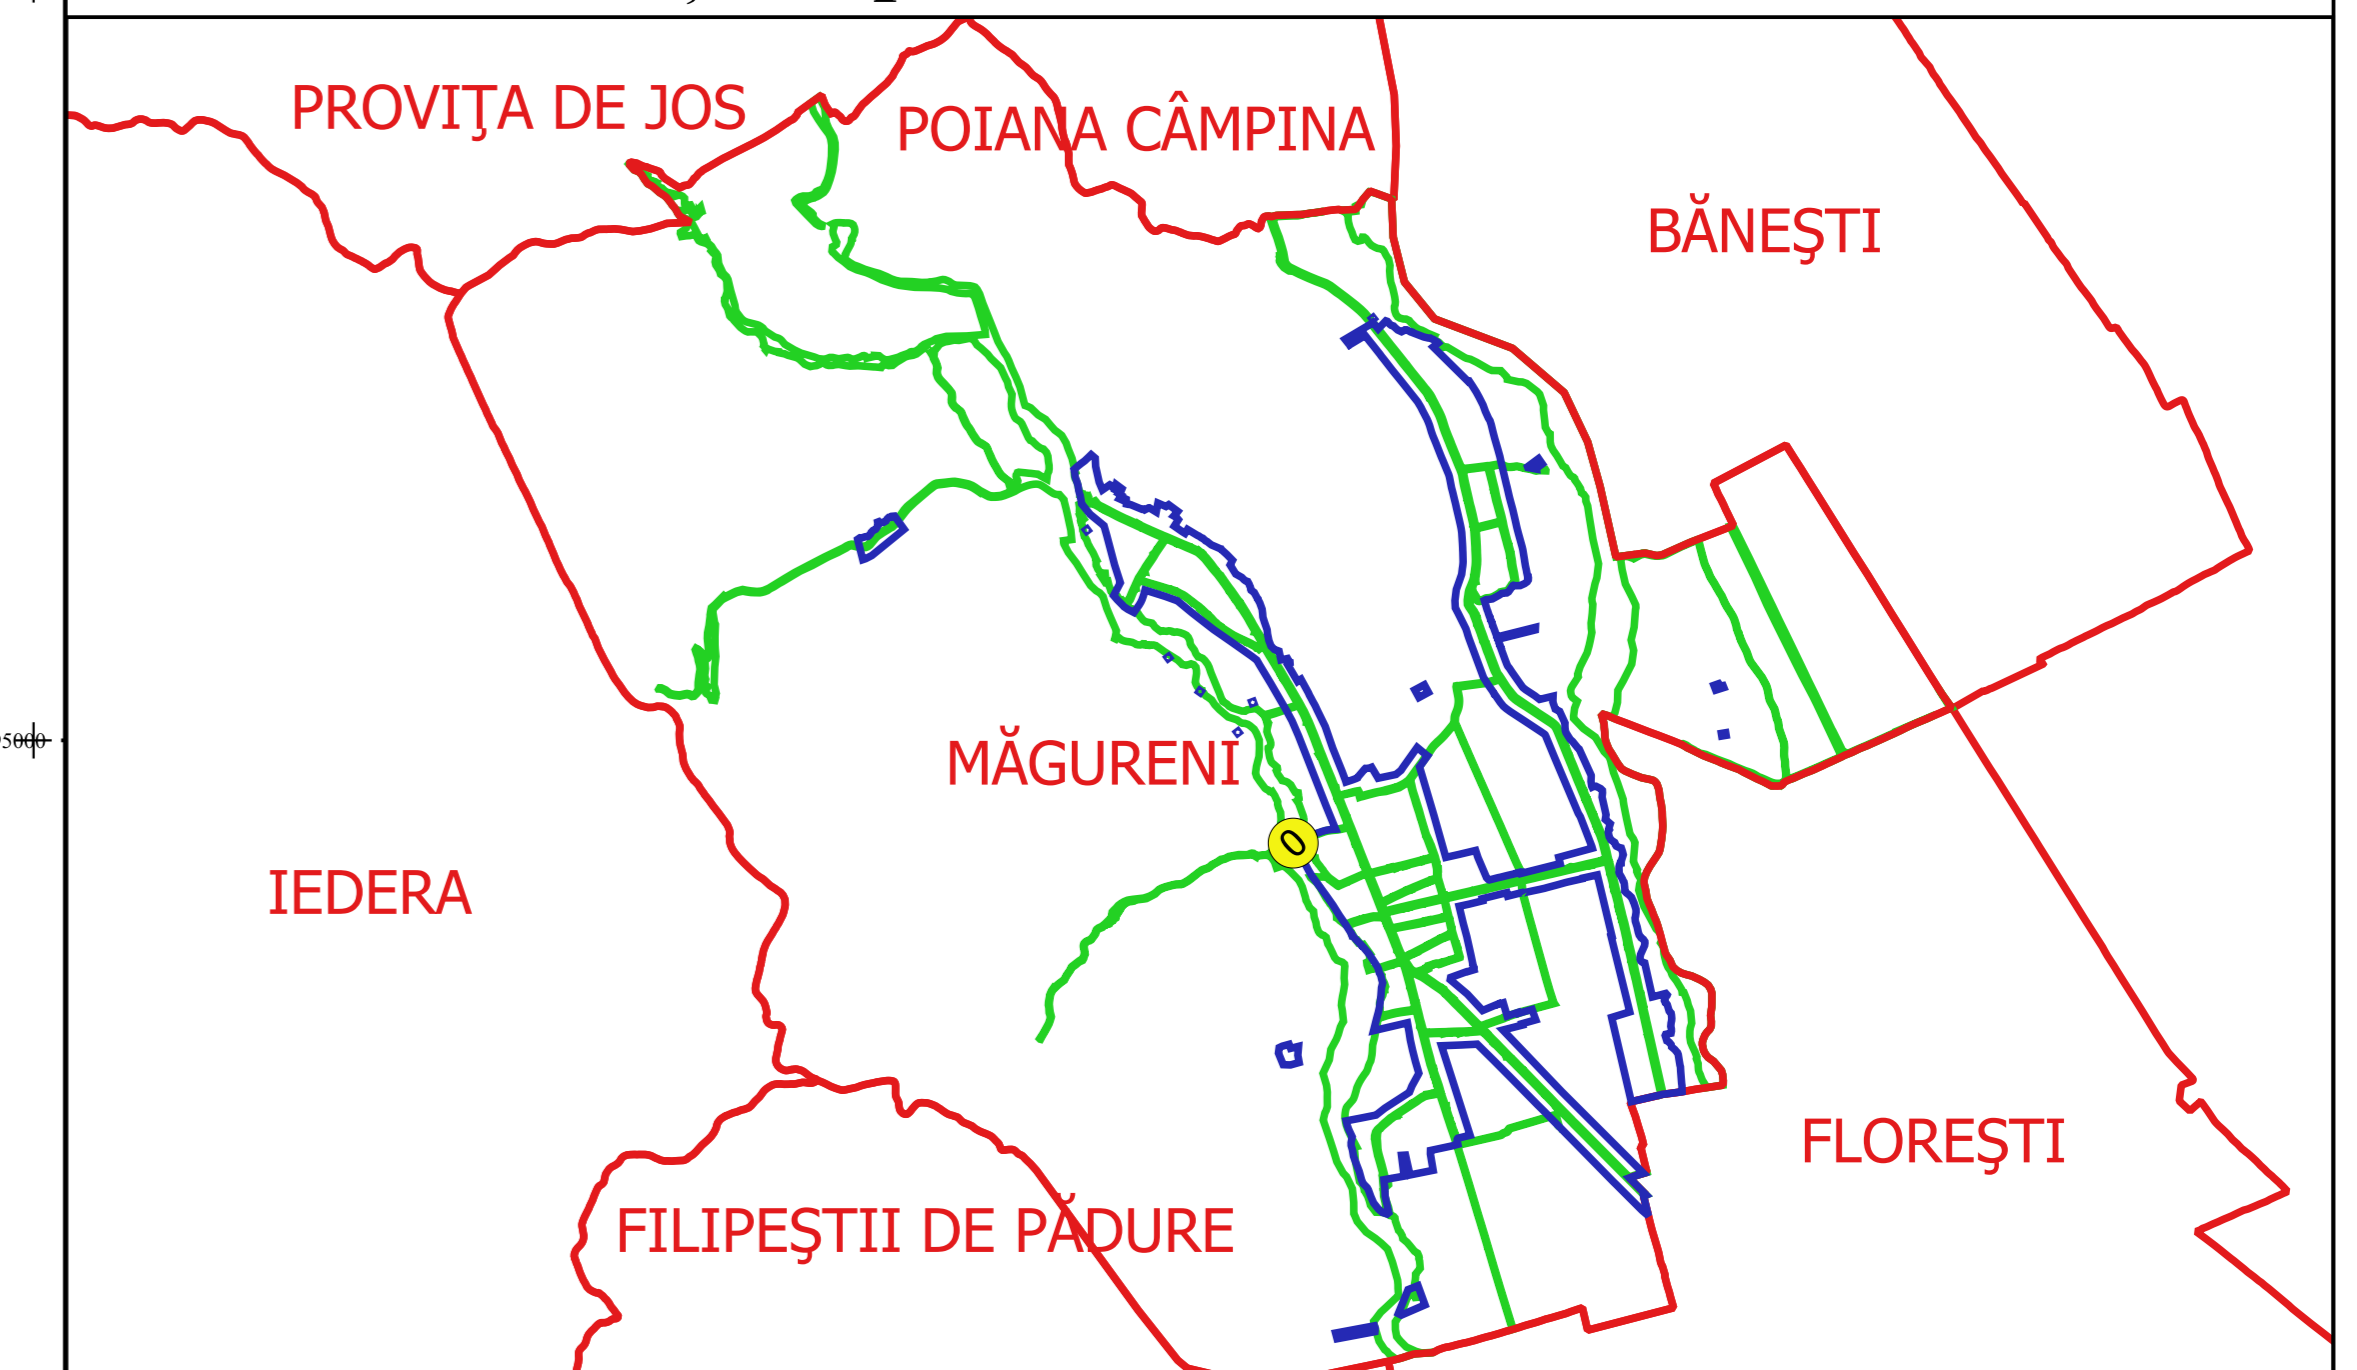 PROVIŢA DE JOS
POIANA CÂMPINA
BĂNEŞTI
MĂGURENI
0
IEDERA
FLOREŞTI
FILIPEŞTII DE PĂDURE